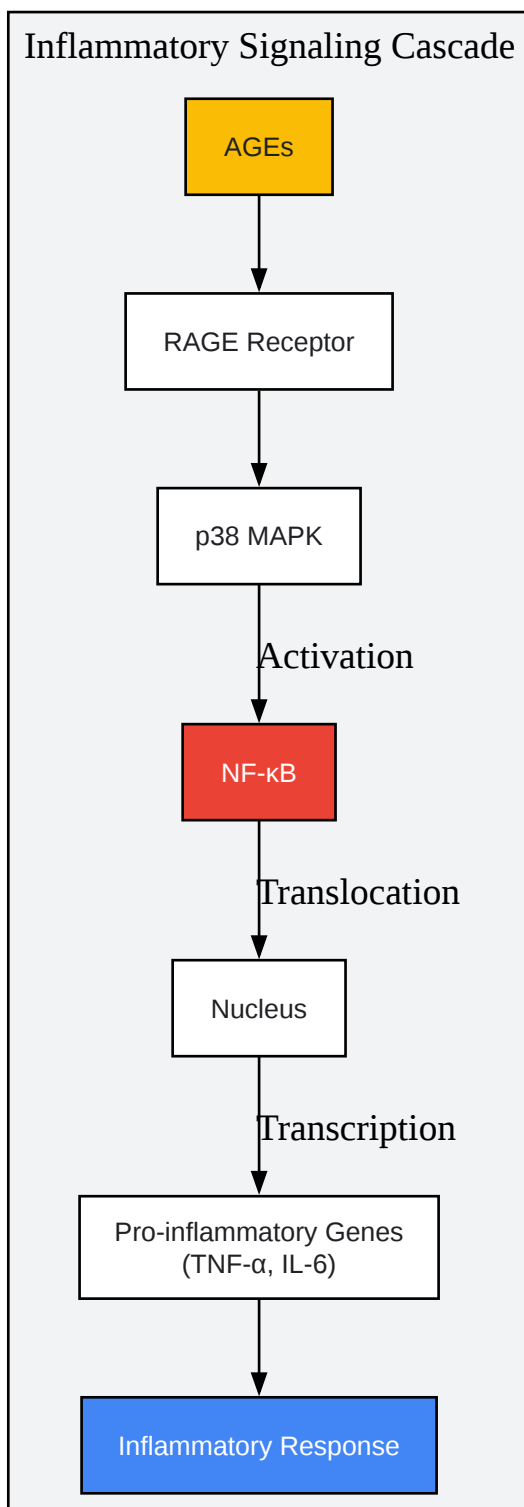 Inflammatory Signaling Cascade
AGEs
RAGE Receptor
p38 MAPK
Activation
NF-κB
Translocation
Nucleus
Transcription
Pro-inflammatory Genes
(TNF-α, IL-6)
Inflammatory Response